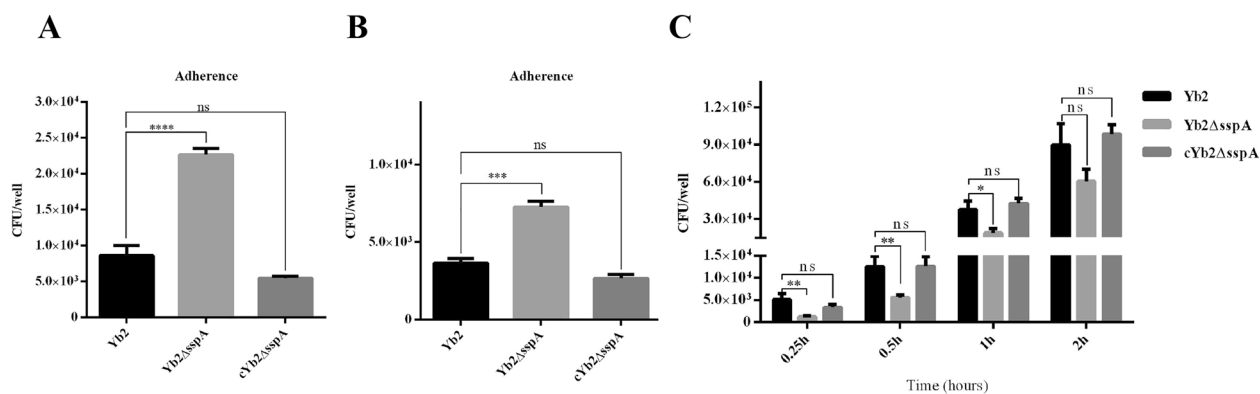 A
Adherence
CFU/well
3.0×10⁴
2.5×10⁴
2.0×10⁴
1.5×10⁴
1.0×10⁴
5.0×10³
0
ns
****
Yb2
Yb2ΔsspA
cYb2ΔsspA
B
Adherence
CFU/well
1.0×10⁴
5.0×10³
0
ns
***
Yb2
Yb2ΔsspA
cYb2ΔsspA
C
CFU/well
1.2×10⁵
9.0×10⁴
6.0×10⁴
3.0×10⁴
1.5×10⁴
1.0×10⁴
5.0×10³
0
ns
**
ns
**
ns
*
ns
ns
0.25h
0.5h
1h
2h
Time (hours)
Yb2
Yb2ΔsspA
cYb2ΔsspA